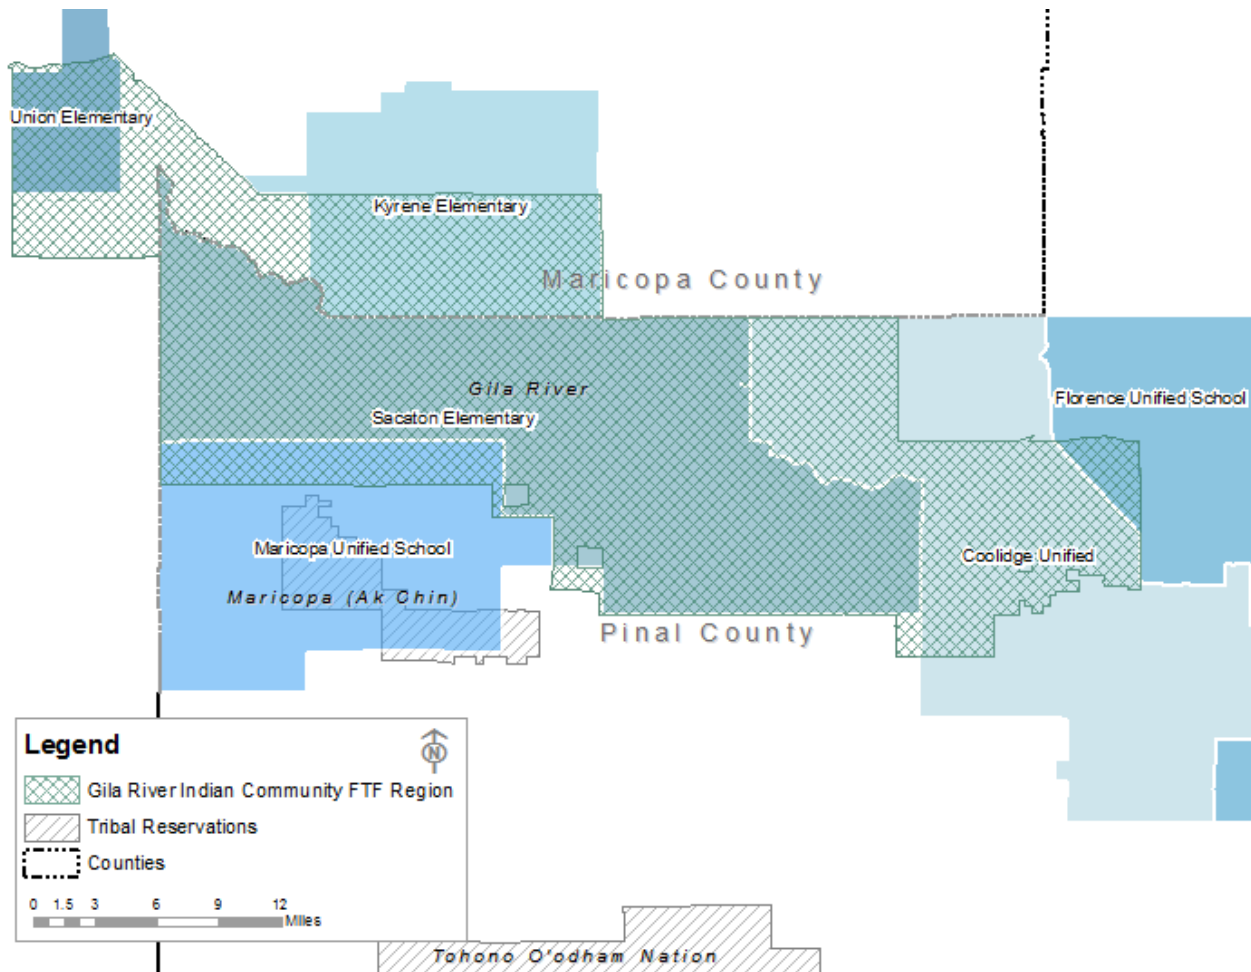 Union Elementary
Kyrene Elementary
Maricopa County
Gila River
Florence Unified School
Sacaton Elementary
Maricopa Unified School
Coolidge Unified
Maricopa (Ak Chin)
Pinal County
Legend
N
Gila River Indian Community FTF Region
Tribal Reservations
Counties
0 1.5 3 6 9 12
Miles
Tohono O'odham Nation